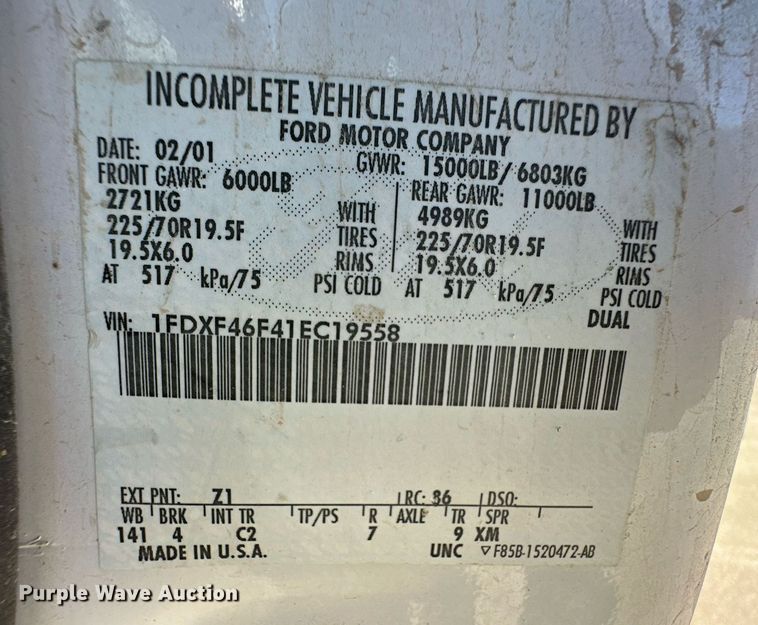 INCOMPLETE VEHICLE MANUFACTURED BY
FORD MOTOR COMPANY
DATE: 02/01 GVWR: 15000LB/ 6803KG
FRONT GAWR: 6000LB REAR GAWR: 11000LB
2721KG WITH 4989KG WITH
225/70R19.5F TIRES 225/70R19.5F TIRES
19.5X6.0 RIMS 19.5X6.0 RIMS
AT 517 kPa/75 PSI COLD AT 517 kPa/75 PSI COLD
DUAL
VIN: 1FDXF46F41EC19558
EXT PNT: Z1 RC: 36 DSO:
WB BRK INT TR TP/PS R AXLE TR SPR
141 4 C2 7 9 XM
MADE IN U.S.A. UNC ▽ F85B-1520472-AB
Purple Wave Auction